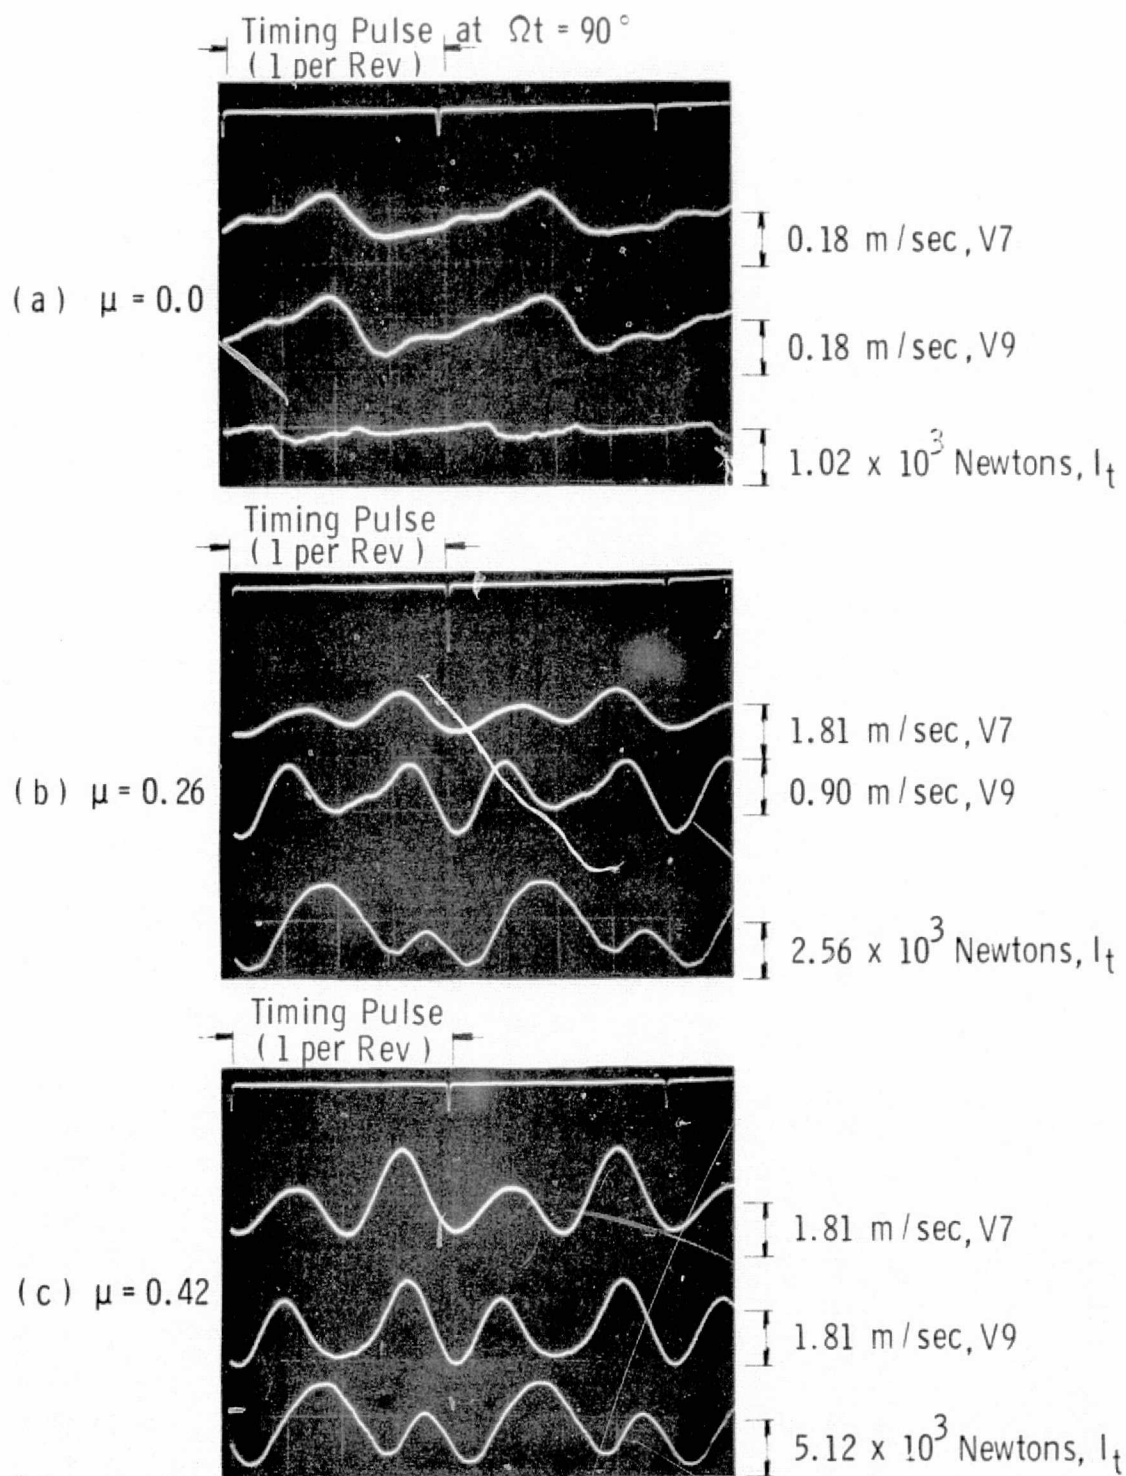 Timing Pulse at Ωt = 90°
(1 per Rev)
0.18 m/sec, V7
(a) μ = 0.0
0.18 m/sec, V9
1.02 x 10³ Newtons, I_t
Timing Pulse
(1 per Rev)
1.81 m/sec, V7
(b) μ = 0.26
0.90 m/sec, V9
2.56 x 10³ Newtons, I_t
Timing Pulse
(1 per Rev)
1.81 m/sec, V7
(c) μ = 0.42
1.81 m/sec, V9
5.12 x 10³ Newtons, I_t